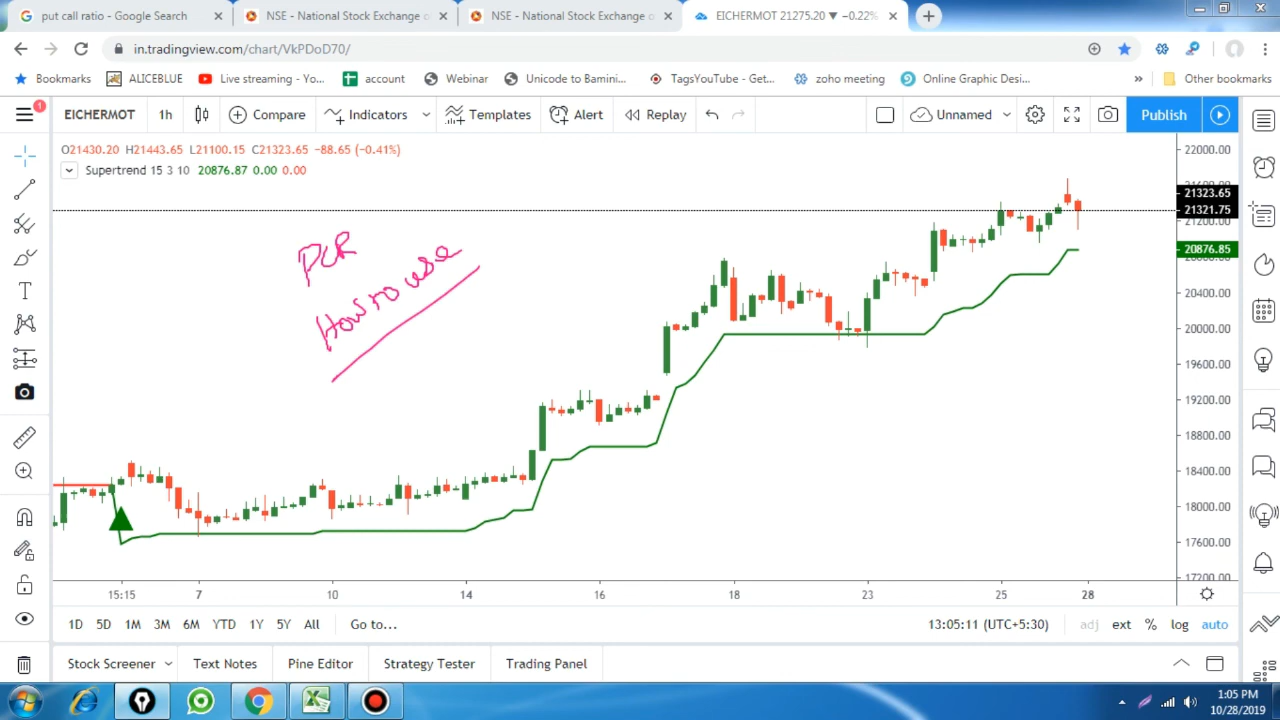 put call ratio - Google Search
NSE - National Stock Exchange o
NSE - National Stock Exchange o
EICHERMOT 21275.20 ▼ −0.22%
in.tradingview.com/chart/VkPDoD70/
Bookmarks
ALICEBLUE
Live streaming - Yo...
account
Webinar
Unicode to Bamini...
TagsYouTube - Get...
zoho meeting
Online Graphic Desi...
»
Other bookmarks
1
EICHERMOT
1h
Compare
Indicators
Templates
Alert
Replay
Unnamed
Publish
O21430.20 H21443.65 L21100.15 C21323.65 −88.65 (−0.41%)
Supertrend 15 3 10 20876.87 0.00 0.00
PCR
How to use
22000.00
21323.65
21321.75
21200.00
20876.85
20400.00
20000.00
19600.00
19200.00
18800.00
18400.00
18000.00
17600.00
17200.00
15:15 7 10 14 16 18 23 25 28
1D 5D 1M 3M 6M YTD 1Y 5Y All Go to...
13:05:11 (UTC+5:30)
adj ext % log auto
Stock Screener Text Notes Pine Editor Strategy Tester Trading Panel
1:05 PM
10/28/2019